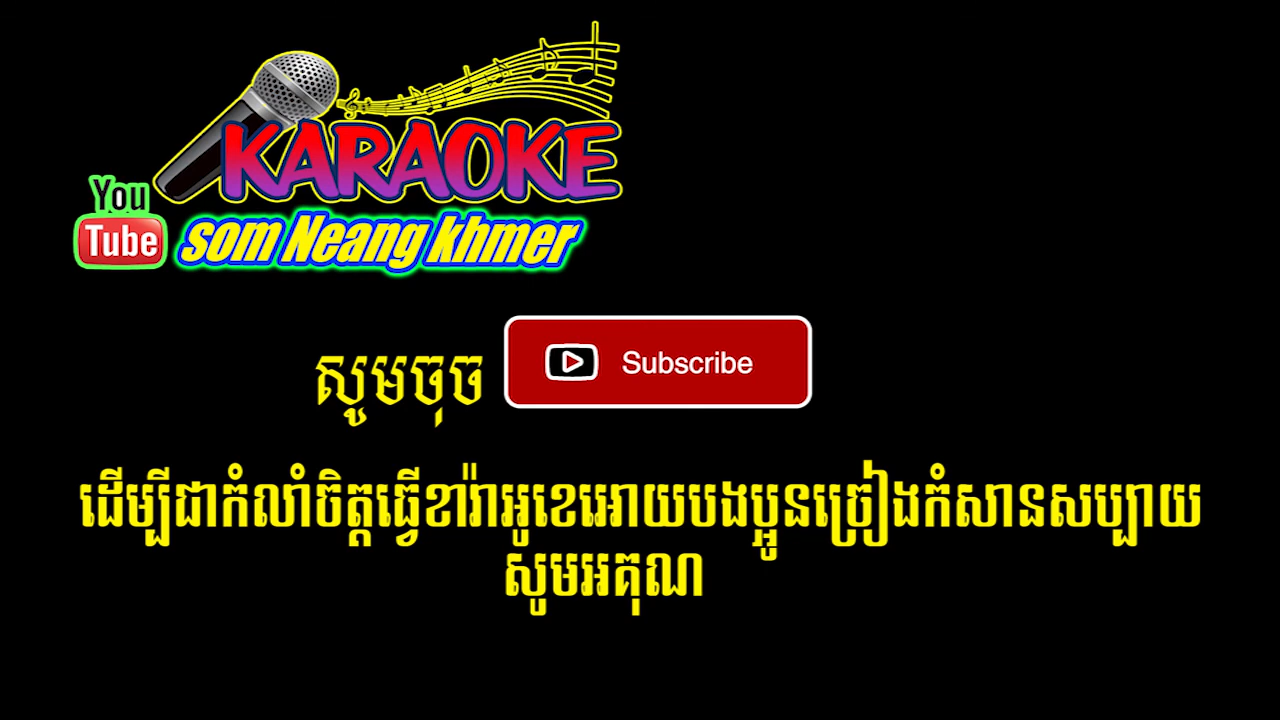 KARAOKE
You
Tube
som Neang khmer
សូមចុច Subscribe
ដើម្បីជាកំលាំចិត្តធ្វើខារ៉ាអូខេអោយបងប្អូនច្រៀងកំសានសប្បាយ
សូមអគុណ